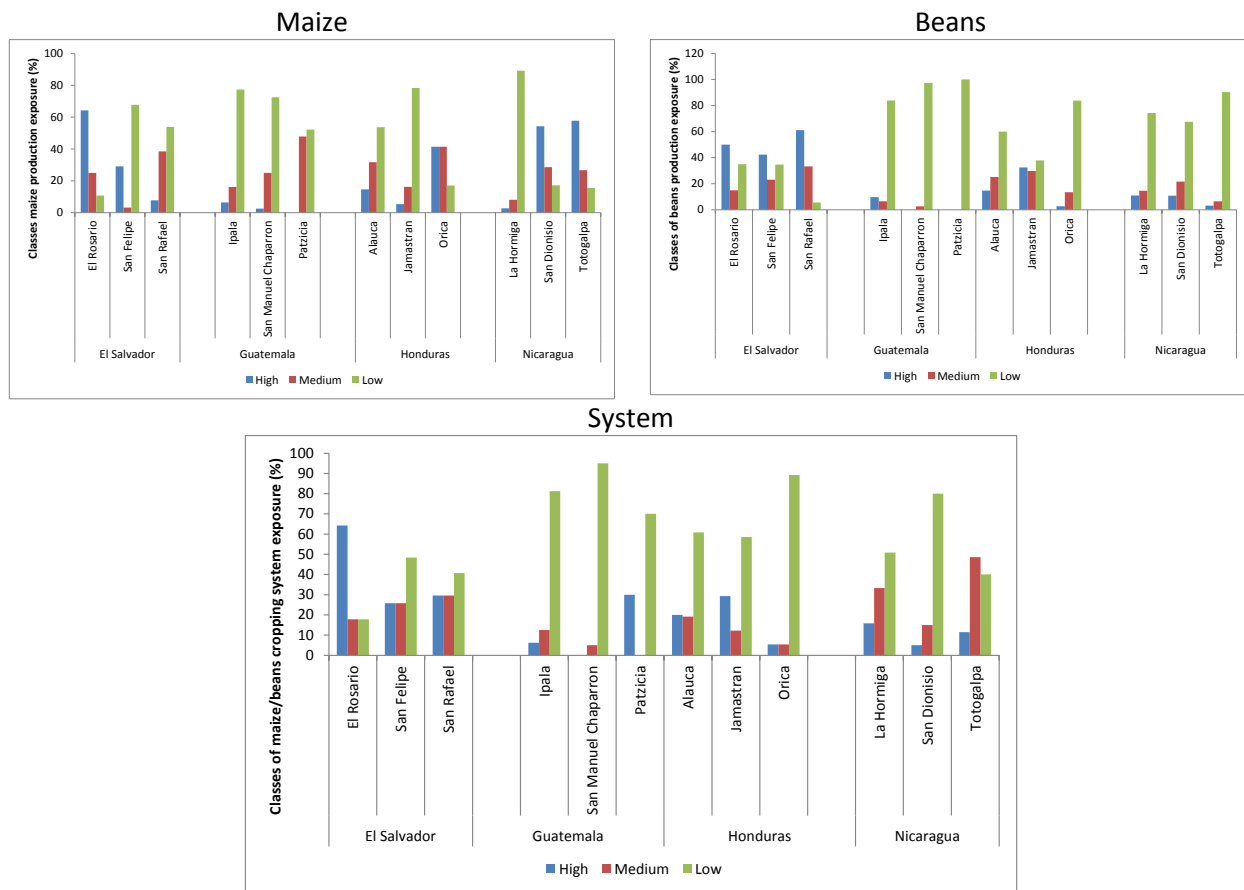 Maize
Classes maize production exposure (%)
100
80
60
40
20
0
El Rosario
San Felipe
San Rafael
Ipala
San Manuel Chaparron
Patzicia
Alauca
Jamastran
Orica
La Hormiga
San Dionisio
Totogalpa
El Salvador
Guatemala
Honduras
Nicaragua
High
Medium
Low
Beans
Classes of beans production exposure (%)
120
100
80
60
40
20
0
El Rosario
San Felipe
San Rafael
Ipala
San Manuel Chaparron
Patzicia
Alauca
Jamastran
Orica
La Hormiga
San Dionisio
Totogalpa
El Salvador
Guatemala
Honduras
Nicaragua
High
Medium
Low
System
Classes of maize/beans cropping system exposure (%)
100
90
80
70
60
50
40
30
20
10
0
El Rosario
San Felipe
San Rafael
Ipala
San Manuel Chaparron
Patzicia
Alauca
Jamastran
Orica
La Hormiga
San Dionisio
Totogalpa
El Salvador
Guatemala
Honduras
Nicaragua
High
Medium
Low